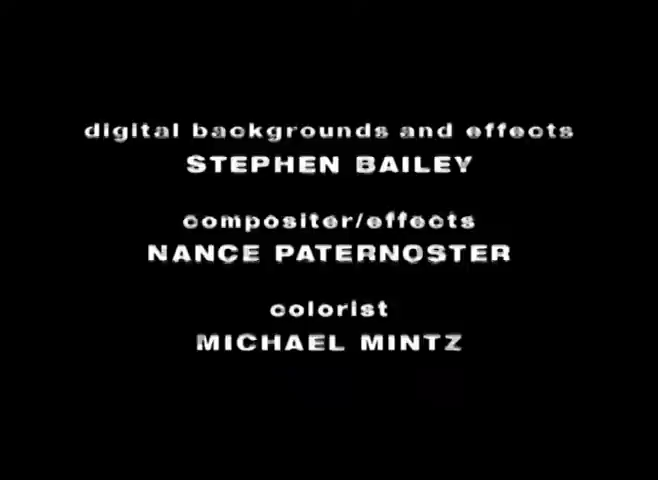 digital backgrounds and effects
STEPHEN BAILEY
compositer/effects
NANCE PATERNOSTER
colorist
MICHAEL MINTZ